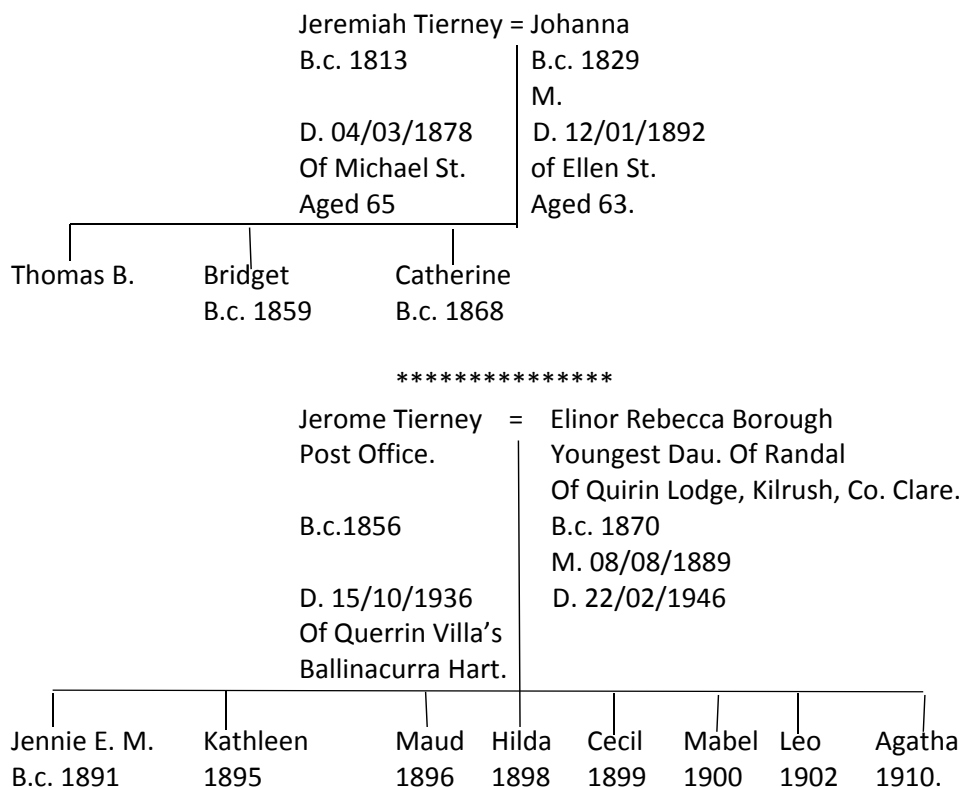 Jeremiah Tierney = Johanna
B.c. 1813 B.c. 1829
M.
D. 04/03/1878 D. 12/01/1892
Of Michael St. of Ellen St.
Aged 65 Aged 63.
Thomas B. Bridget Catherine
B.c. 1859 B.c. 1868
***************
Jerome Tierney = Elinor Rebecca Borough
Post Office. Youngest Dau. Of Randal
Of Quirin Lodge, Kilrush, Co. Clare.
B.c.1856 B.c. 1870
M. 08/08/1889
D. 15/10/1936 D. 22/02/1946
Of Querrin Villa’s
Ballinacurra Hart.
Jennie E. M. Kathleen Maud Hilda Cecil Mabel Leo Agatha
B.c. 1891 1895 1896 1898 1899 1900 1902 1910.